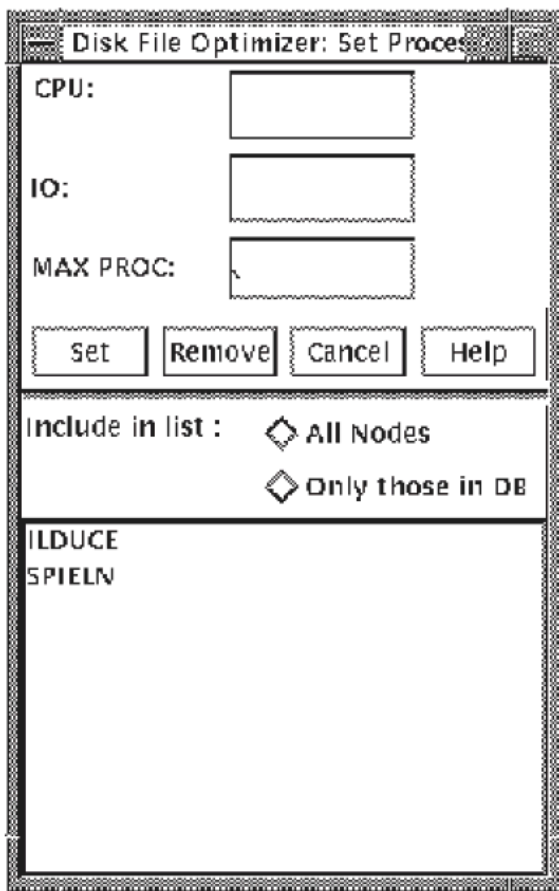 Disk File Optimizer: Set Proces
CPU:
IO:
MAX PROC:
Set Remove Cancel Help
Include in list : All Nodes
Only those in DB
ILDUCE
SPIELN